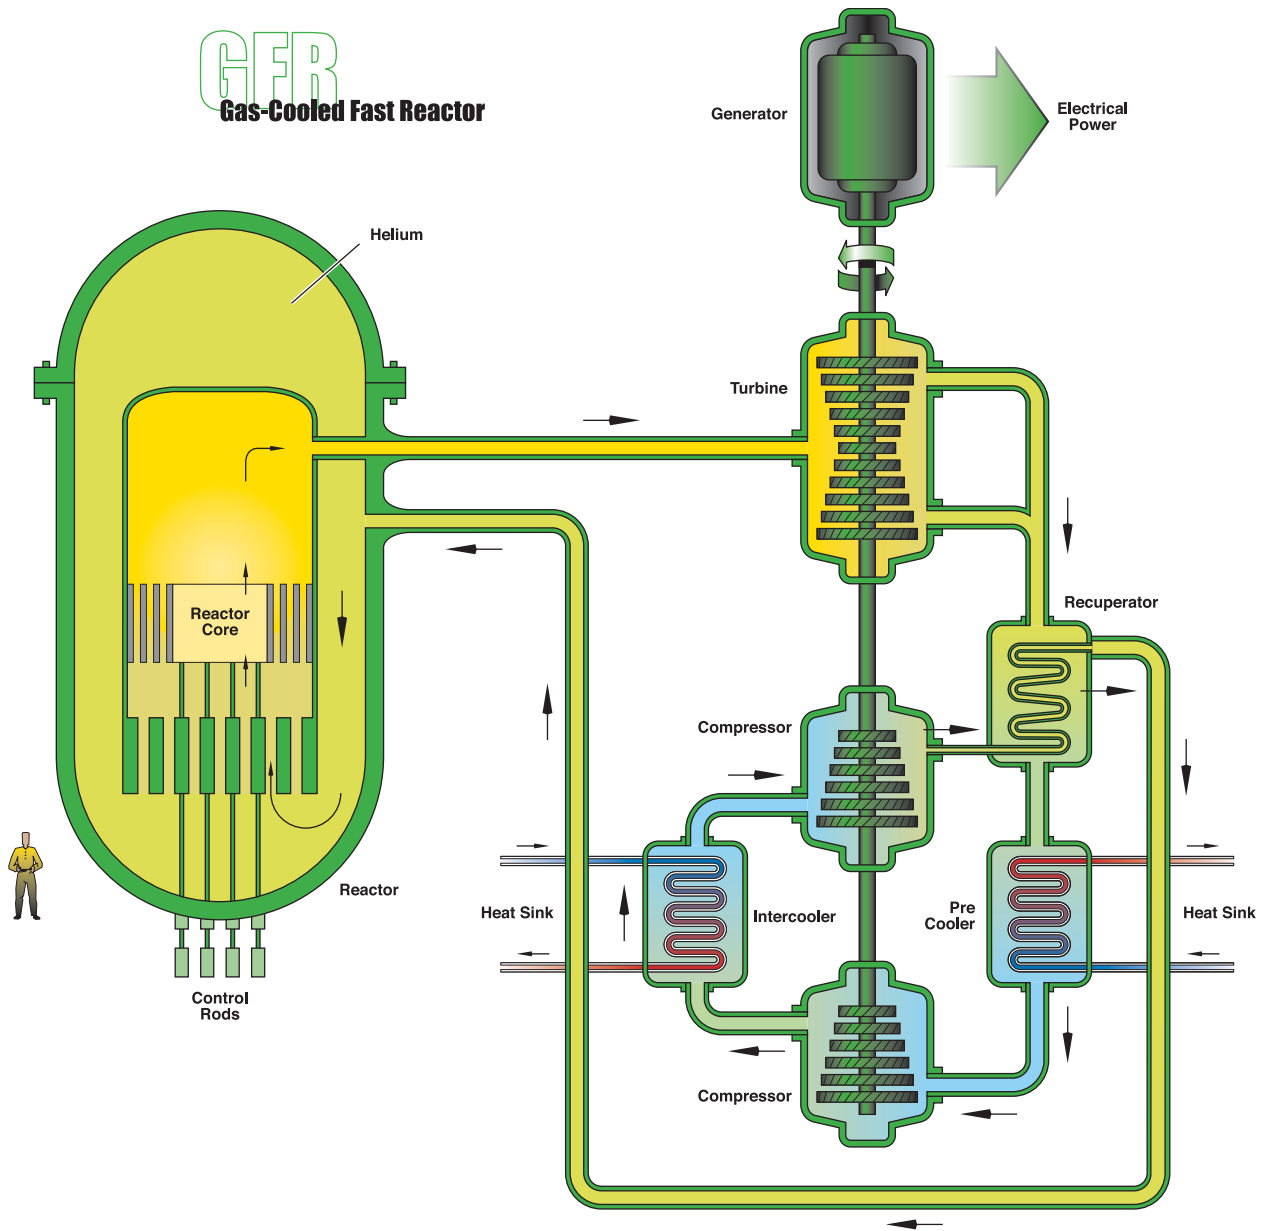 GFR
Gas-Cooled Fast Reactor
Generator
Electrical
Power
Helium
Turbine
Reactor
Core
Recuperator
Compressor
Reactor
Heat Sink
Intercooler
Pre
Cooler
Heat Sink
Control
Rods
Compressor